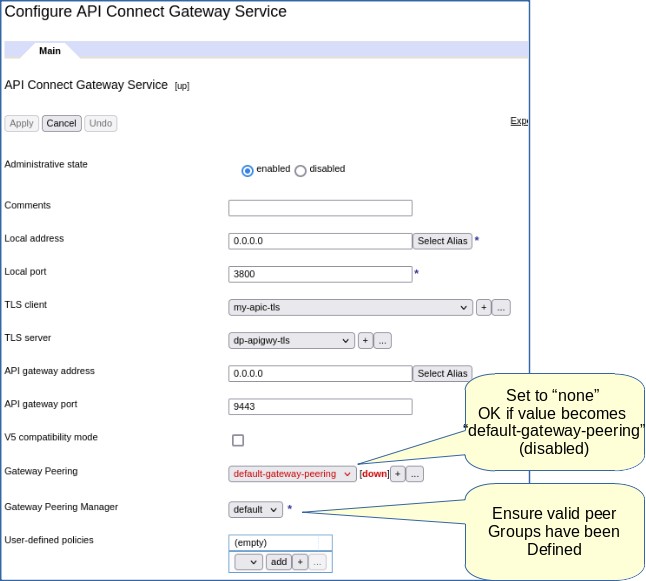 Configure API Connect Gateway Service
Main
API Connect Gateway Service [up]
Apply Cancel Undo
Administrative state enabled disabled
Comments
Local address 0.0.0.0 Select Alias *
Local port 3800 *
TLS client my-apic-tls + ...
TLS server dp-apigwy-tls + ...
API gateway address 0.0.0.0 Select Alias
API gateway port 9443
V5 compatibility mode
Gateway Peering default-gateway-peering [down] + ...
Gateway Peering Manager default *
User-defined policies (empty)
add + ...
Set to “none”
OK if value becomes
“default-gateway-peering”
(disabled)
Ensure valid peer
Groups have been
Defined